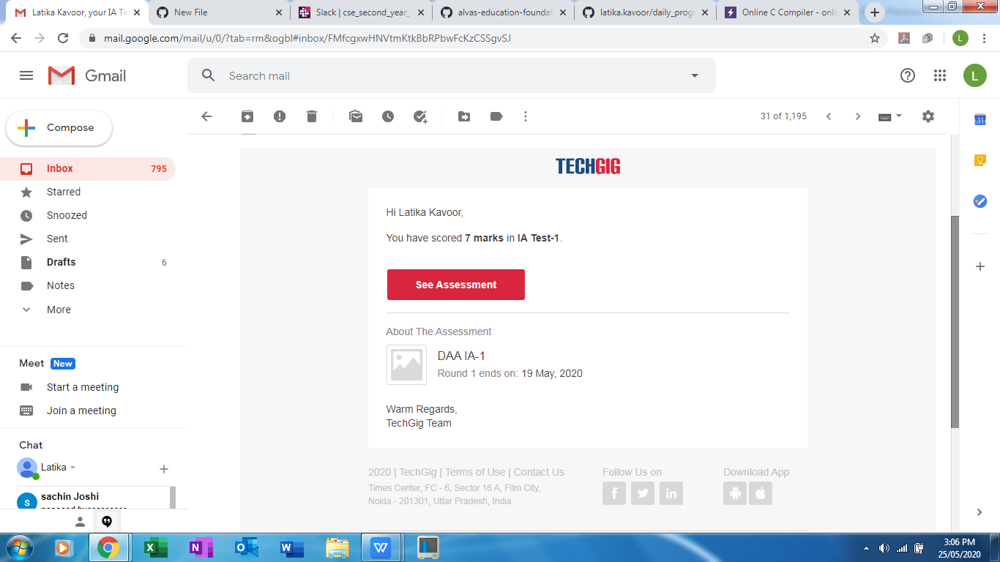 Latika Kavoor, your IA Te
New File
Slack | cse_second_year_
alvas-education-foundat
latika.kavoor/daily_prog
Online C Compiler - onli
mail.google.com/mail/u/0/?tab=rm&ogbl#inbox/FMfcgxwHNVtmKtkBbRPbwFcKzCSSgvSJ
L
Gmail
Search mail
L
Compose
31 of 1,195
31
Inbox 795
Starred
Snoozed
Sent
Drafts 6
Notes
More
Meet New
Start a meeting
Join a meeting
Chat
Latika
S
sachin Joshi
TECHGIG
Hi Latika Kavoor,
You have scored 7 marks in IA Test-1.
See Assessment
About The Assessment
DAA IA-1
Round 1 ends on: 19 May, 2020
Warm Regards,
TechGig Team
2020 | TechGig | Terms of Use | Contact Us
Times Center, FC - 6, Sector 16 A, Film City,
Noida - 201301, Uttar Pradesh, India
Follow Us on
Download App
3:06 PM
25/05/2020